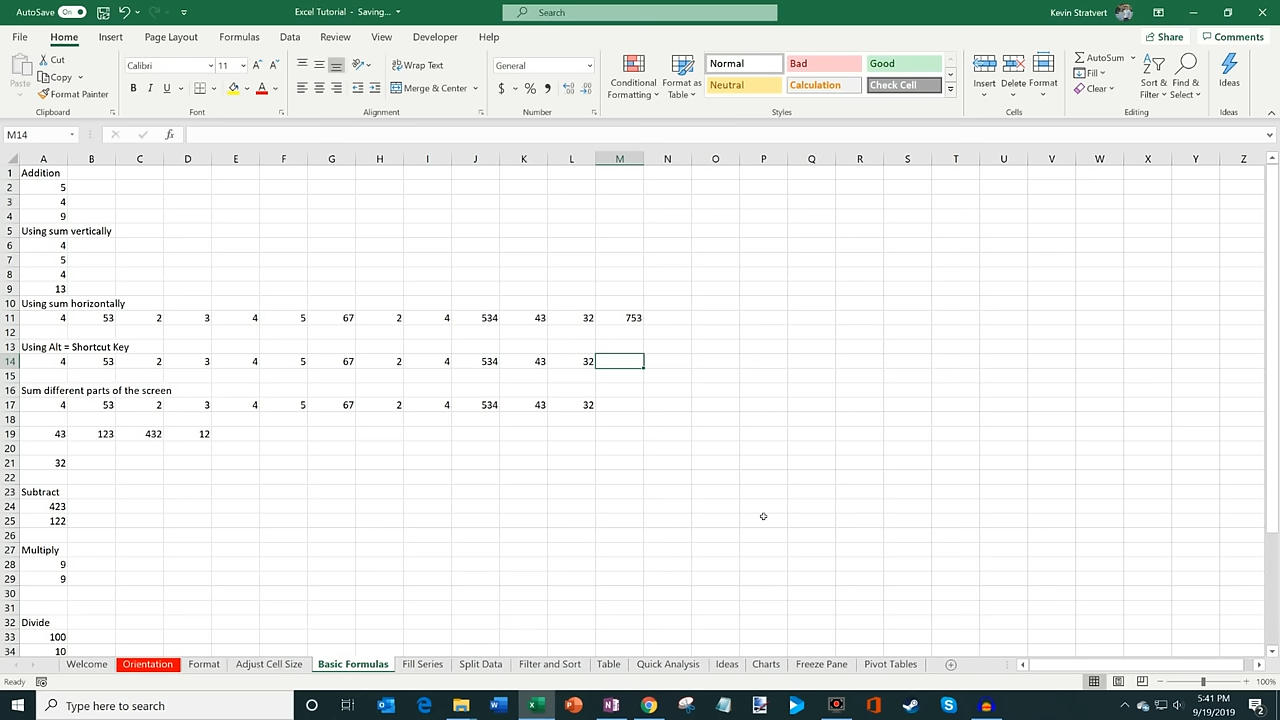 AutoSave On Excel Tutorial - Saving... Search Kevin Stratvert
File Home Insert Page Layout Formulas Data Review View Developer Help Share Comments
Paste Cut Copy Format Painter Clipboard
Calibri 11 Font
Wrap Text Merge & Center Alignment
General Number
Conditional Formatting Format as Table Normal Bad Good Neutral Calculation Check Cell Styles
Insert Delete Format Cells
AutoSum Fill Clear Sort & Filter Find & Select Editing
Ideas Ideas
M14 fx
A B C D E F G H I J K L M N O P Q R S T U V W X Y Z
1 Addition
2 5
3 4
4 9
5 Using sum vertically
6 4
7 5
8 4
9 13
10 Using sum horizontally
11 4 53 2 3 4 5 67 2 4 534 43 32 753
12
13 Using Alt = Shortcut Key
14 4 53 2 3 4 5 67 2 4 534 43 32
15
16 Sum different parts of the screen
17 4 53 2 3 4 5 67 2 4 534 43 32
18
19 43 123 432 12
20
21 32
22
23 Subtract
24 423
25 122
26
27 Multiply
28 9
29 9
30
31
32 Divide
33 100
34 10
Welcome Orientation Format Adjust Cell Size Basic Formulas Fill Series Split Data Filter and Sort Table Quick Analysis Ideas Charts Freeze Pane Pivot Tables
Ready 100%
Type here to search 5:41 PM
9/19/2019